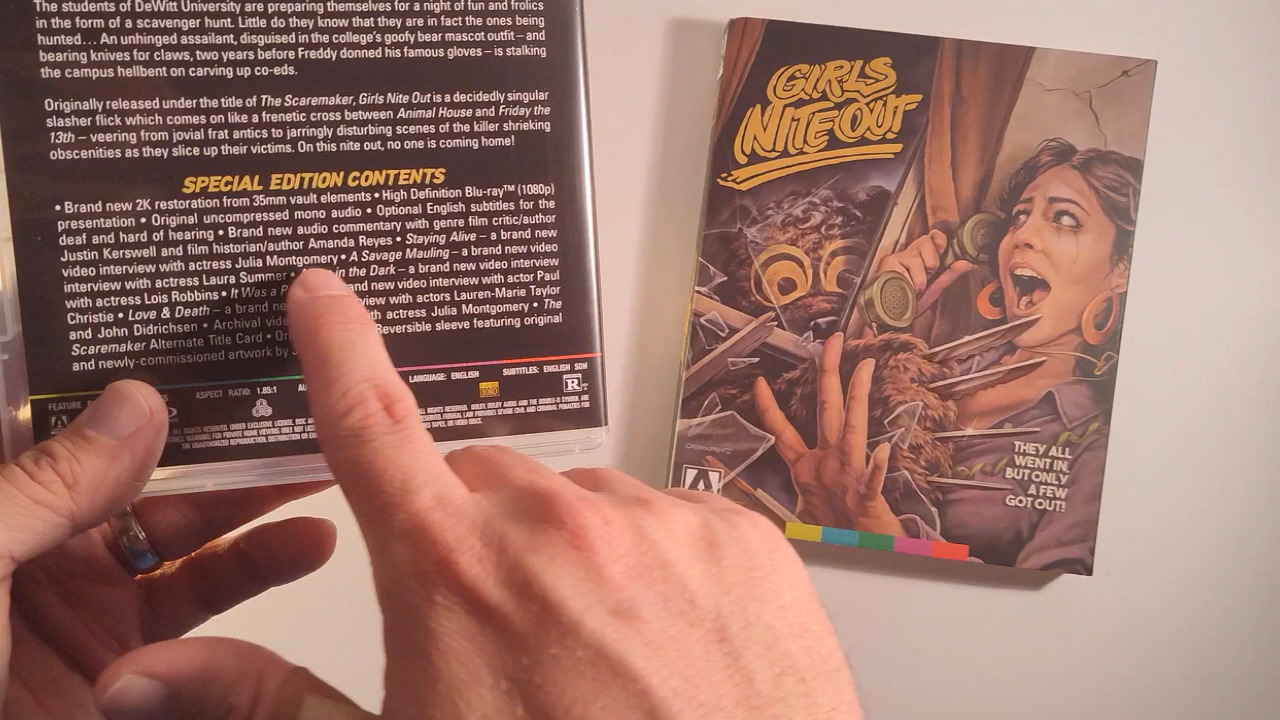 The students of DeWitt University are preparing themselves for a night of fun and frolics
in the form of a scavenger hunt. Little do they know that they are in fact the ones being
hunted... An unhinged assailant, disguised in the college's goofy bear mascot outfit – and
bearing knives for claws, two years before Freddy donned his famous gloves – is stalking
the campus hellbent on carving up co-eds.
Originally released under the title of The Scaremaker, Girls Nite Out is a decidedly singular
slasher flick which comes on like a frenetic cross between Animal House and Friday the
13th – veering from jovial frat antics to jarringly disturbing scenes of the killer shrieking
obscenities as they slice up their victims. On this nite out, no one is coming home!
SPECIAL EDITION CONTENTS
• Brand new 2K restoration from 35mm vault elements • High Definition Blu-ray™ (1080p)
presentation • Original uncompressed mono audio • Optional English subtitles for the
deaf and hard of hearing • Brand new audio commentary with genre film critic/author
Justin Kerswell and film historian/author Amanda Reyes • Staying Alive – a brand new
video interview with actress Julia Montgomery • A Savage Mauling – a brand new video
interview with actress Laura Summer • in the Dark – a brand new video interview
with actress Lois Robbins • It Was a and new video interview with actor Paul
Christie • Love & Death – a brand view with actors Lauren-Marie Taylor
and John Didrichsen • Archival with actress Julia Montgomery • The
Scaremaker Alternate Title Card • Reversible sleeve featuring original
and newly-commissioned artwork by
FEATURE ASPECT RATIO: 1.85:1 LANGUAGE: ENGLISH SUBTITLES: ENGLISH SDH
R
GIRLS
NITE OUT
THEY ALL
WENT IN,
BUT ONLY
A FEW
GOT OUT!